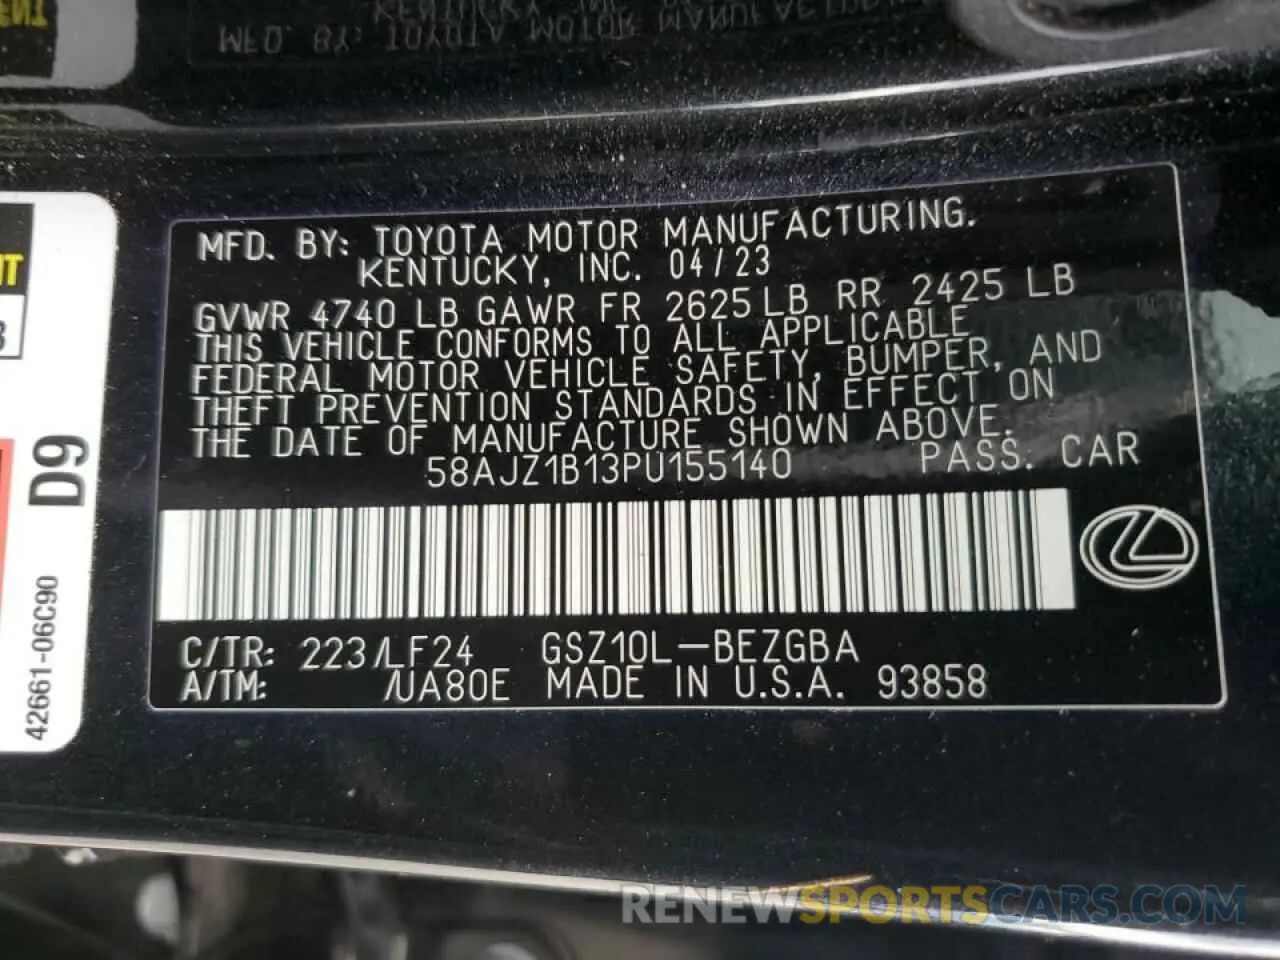 MFD. BY: TOYOTA MOTOR MANUFACTURING.
KENTUCKY, INC. 04/23
GVWR 4740 LB GAWR FR 2625 LB RR 2425 LB
THIS VEHICLE CONFORMS TO ALL APPLICABLE
FEDERAL MOTOR VEHICLE SAFETY, BUMPER, AND
THEFT PREVENTION STANDARDS IN EFFECT ON
THE DATE OF MANUFACTURE SHOWN ABOVE.
58AJZ1B13PU155140 PASS. CAR
C/TR: 223/LF24 GSZ10L-BEZGBA
A/TM: /UA80E MADE IN U.S.A. 93858
D9
42661-06C90
RENEWSPORTSCARS.COM